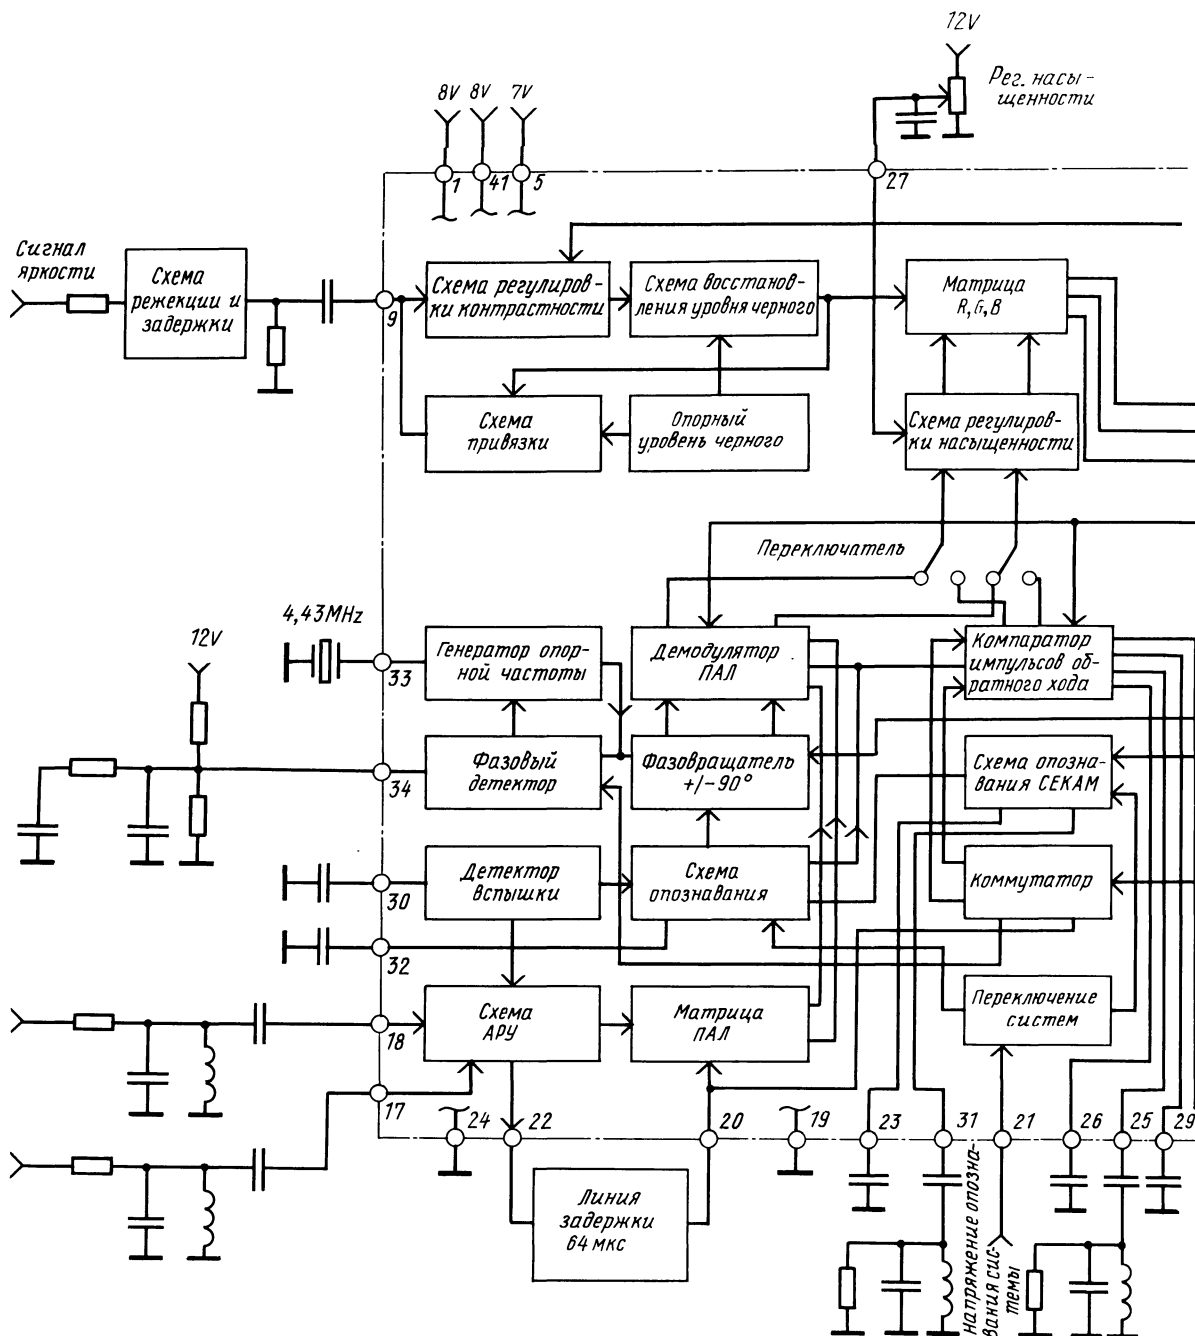 12V
Рег. насы-
щенности
8V 8V 7V
1 41 5 27
Сигнал
яркости
Схема
режекции и
задержки
9
Схема регулиров-
ки контрастности
Схема восстанов-
ления уровня черного
Матрица
R, G, B
Схема
привязки
Опорный
уровень черного
Схема регулиров-
ки насыщенности
Переключатель
4,43MHz
33
Генератор опор-
ной частоты
Демодулятор
ПАЛ
Компаратор
импульсов об-
ратного хода
12V
34
Фазовый
детектор
Фазовращатель
+/-90°
Схема опозна-
вания СЕКАМ
30
Детектор
вспышки
Схема
опознавания
Коммутатор
32
18
Схема
АРУ
Матрица
ПАЛ
Переключение
систем
17
24 22 20 19 23 31 21 26 25 29
Линия
задержки
64 мкс
напряжение опозна-
вания сис-
темы